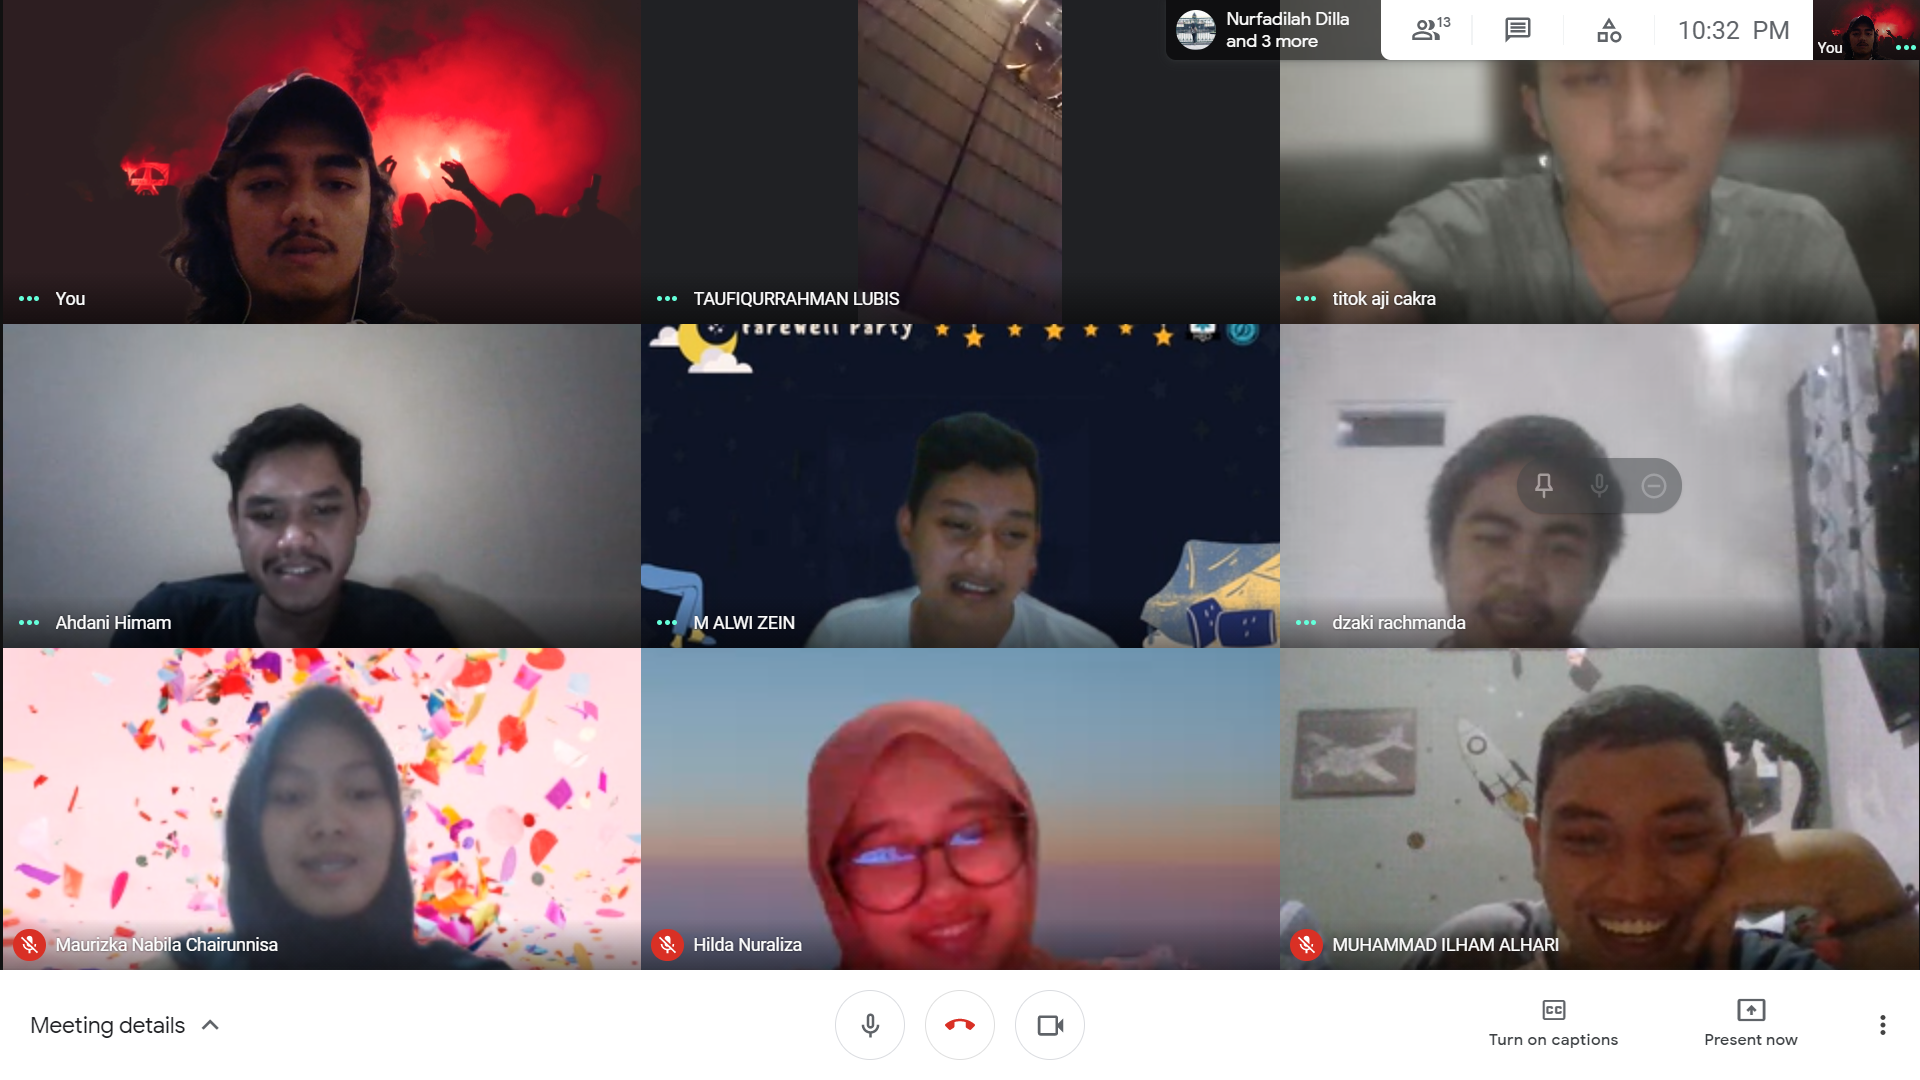 Nurfadilah Dilla
and 3 more
13
10:32 PM
You
You
TAUFIQURRAHMAN LUBIS
titok aji cakra
Farewell Party
Ahdani Himam
M ALWI ZEIN
dzaki rachmanda
Maurizka Nabila Chairunnisa
Hilda Nuraliza
MUHAMMAD ILHAM ALHARI
Meeting details
CC
Turn on captions
Present now